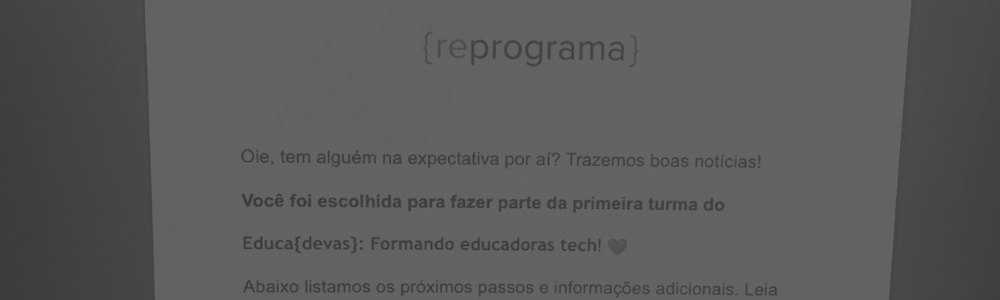 {reprograma}
Oie, tem alguém na expectativa por aí? Trazemos boas notícias!
Você foi escolhida para fazer parte da primeira turma do
Educa{devas}: Formando educadoras tech! 🖤
Abaixo listamos os próximos passos e informações adicionais. Leia